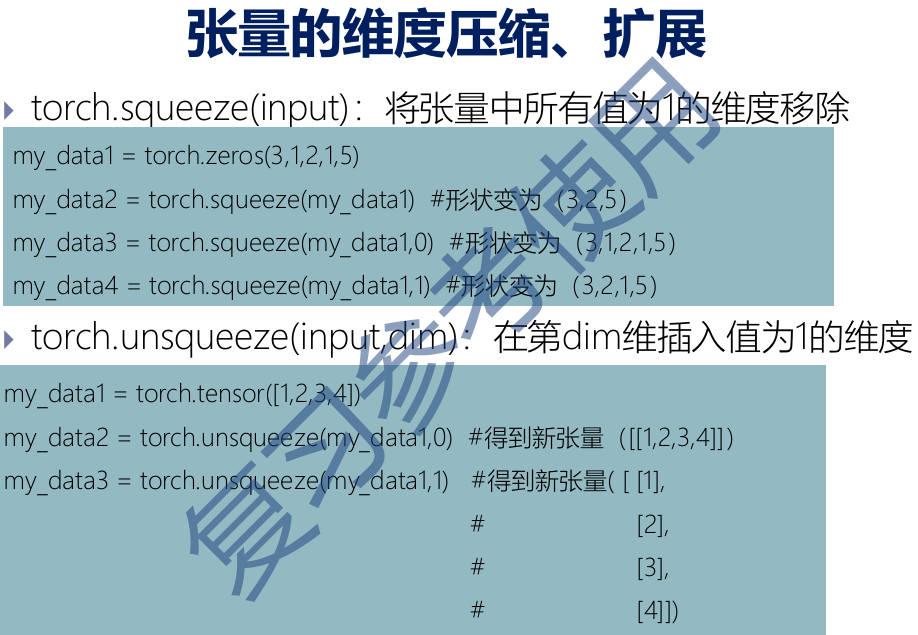 张量的维度压缩、扩展
torch.squeeze(input)：将张量中所有值为1的维度移除
my_data1 = torch.zeros(3,1,2,1,5)
my_data2 = torch.squeeze(my_data1) #形状变为（3,2,5）
my_data3 = torch.squeeze(my_data1,0) #形状变为（3,1,2,1,5）
my_data4 = torch.squeeze(my_data1,1) #形状变为（3,2,1,5）
torch.unsqueeze(input,dim)：在第dim维插入值为1的维度
my_data1 = torch.tensor([1,2,3,4])
my_data2 = torch.unsqueeze(my_data1,0) #得到新张量（[[1,2,3,4]]）
my_data3 = torch.unsqueeze(my_data1,1) #得到新张量( [ [1],
# [2],
# [3],
# [4]])
复习参考使用